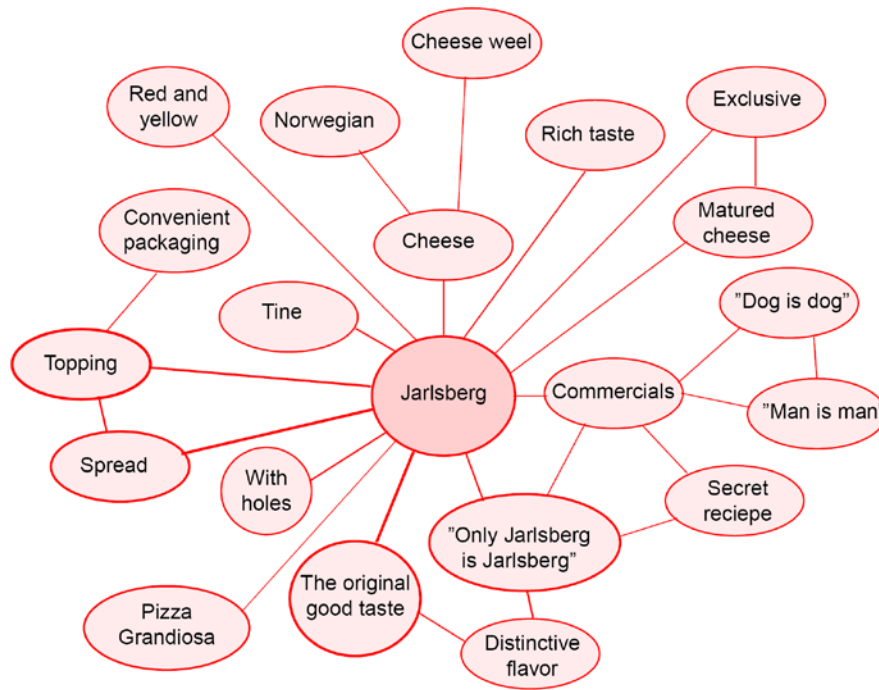 Cheese weel
Red and
yellow
Norwegian
Rich taste
Exclusive
Convenient
packaging
Cheese
Matured
cheese
Tine
"Dog is dog"
Topping
Jarlsberg
Commercials
"Man is man"
Spread
With
holes
Secret
reciepe
"Only Jarlsberg
is Jarlsberg"
The original
good taste
Pizza
Grandiosa
Distinctive
flavor